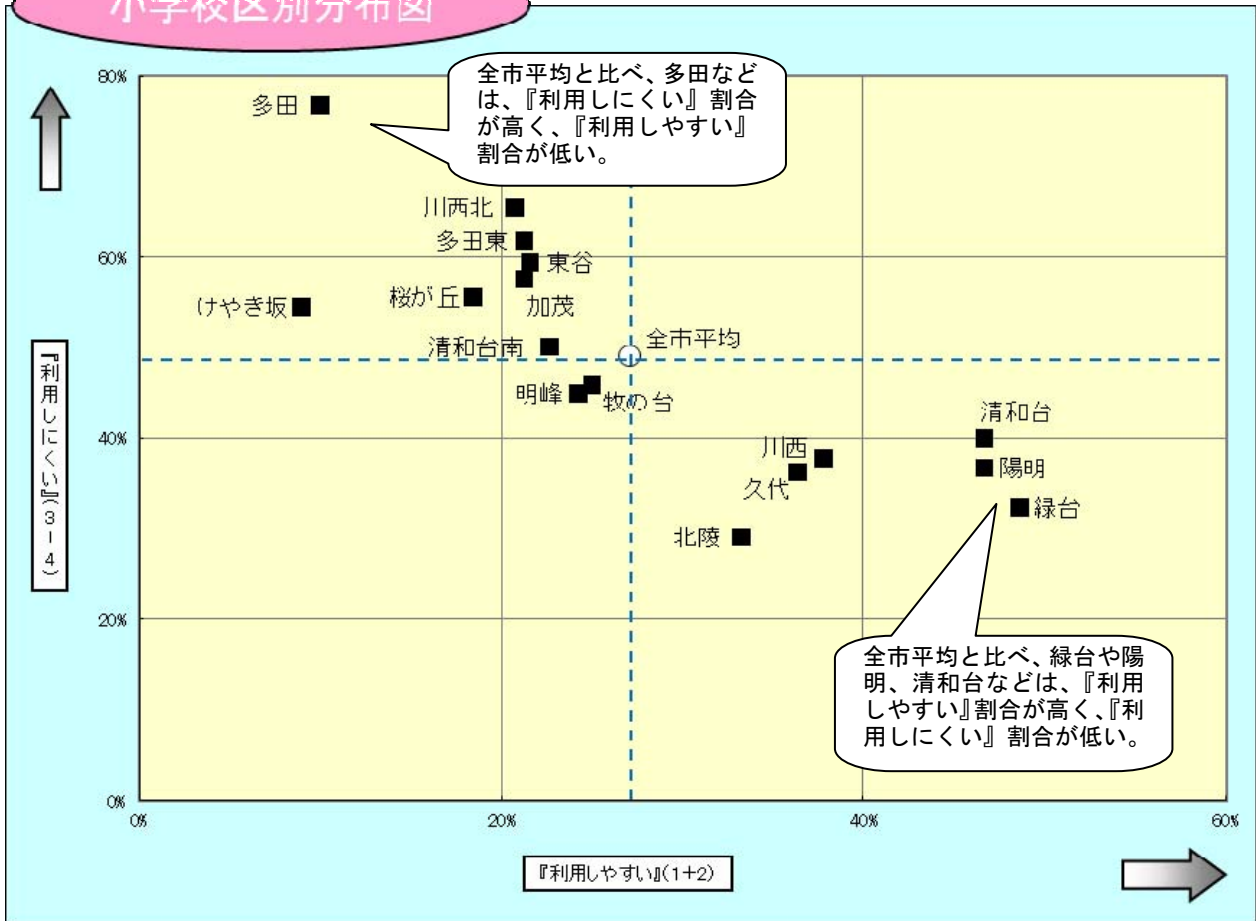 小学校区別分布図
80%
全市平均と比べ、多田など
は、『利用しにくい』割合
が高く、『利用しやすい』
割合が低い。
多田
川西北
多田東
60%
東谷
桜が丘
加茂
けやき坂
清和台南
全市平均
明峰
牧の台
『利用しにくい』(3-4)
40%
清和台
川西
陽明
久代
緑台
北陵
20%
全市平均と比べ、緑台や陽
明、清和台などは、『利用
しやすい』割合が高く、『利
用しにくい』割合が低い。
0%
0%
20%
40%
60%
『利用しやすい』(1+2)